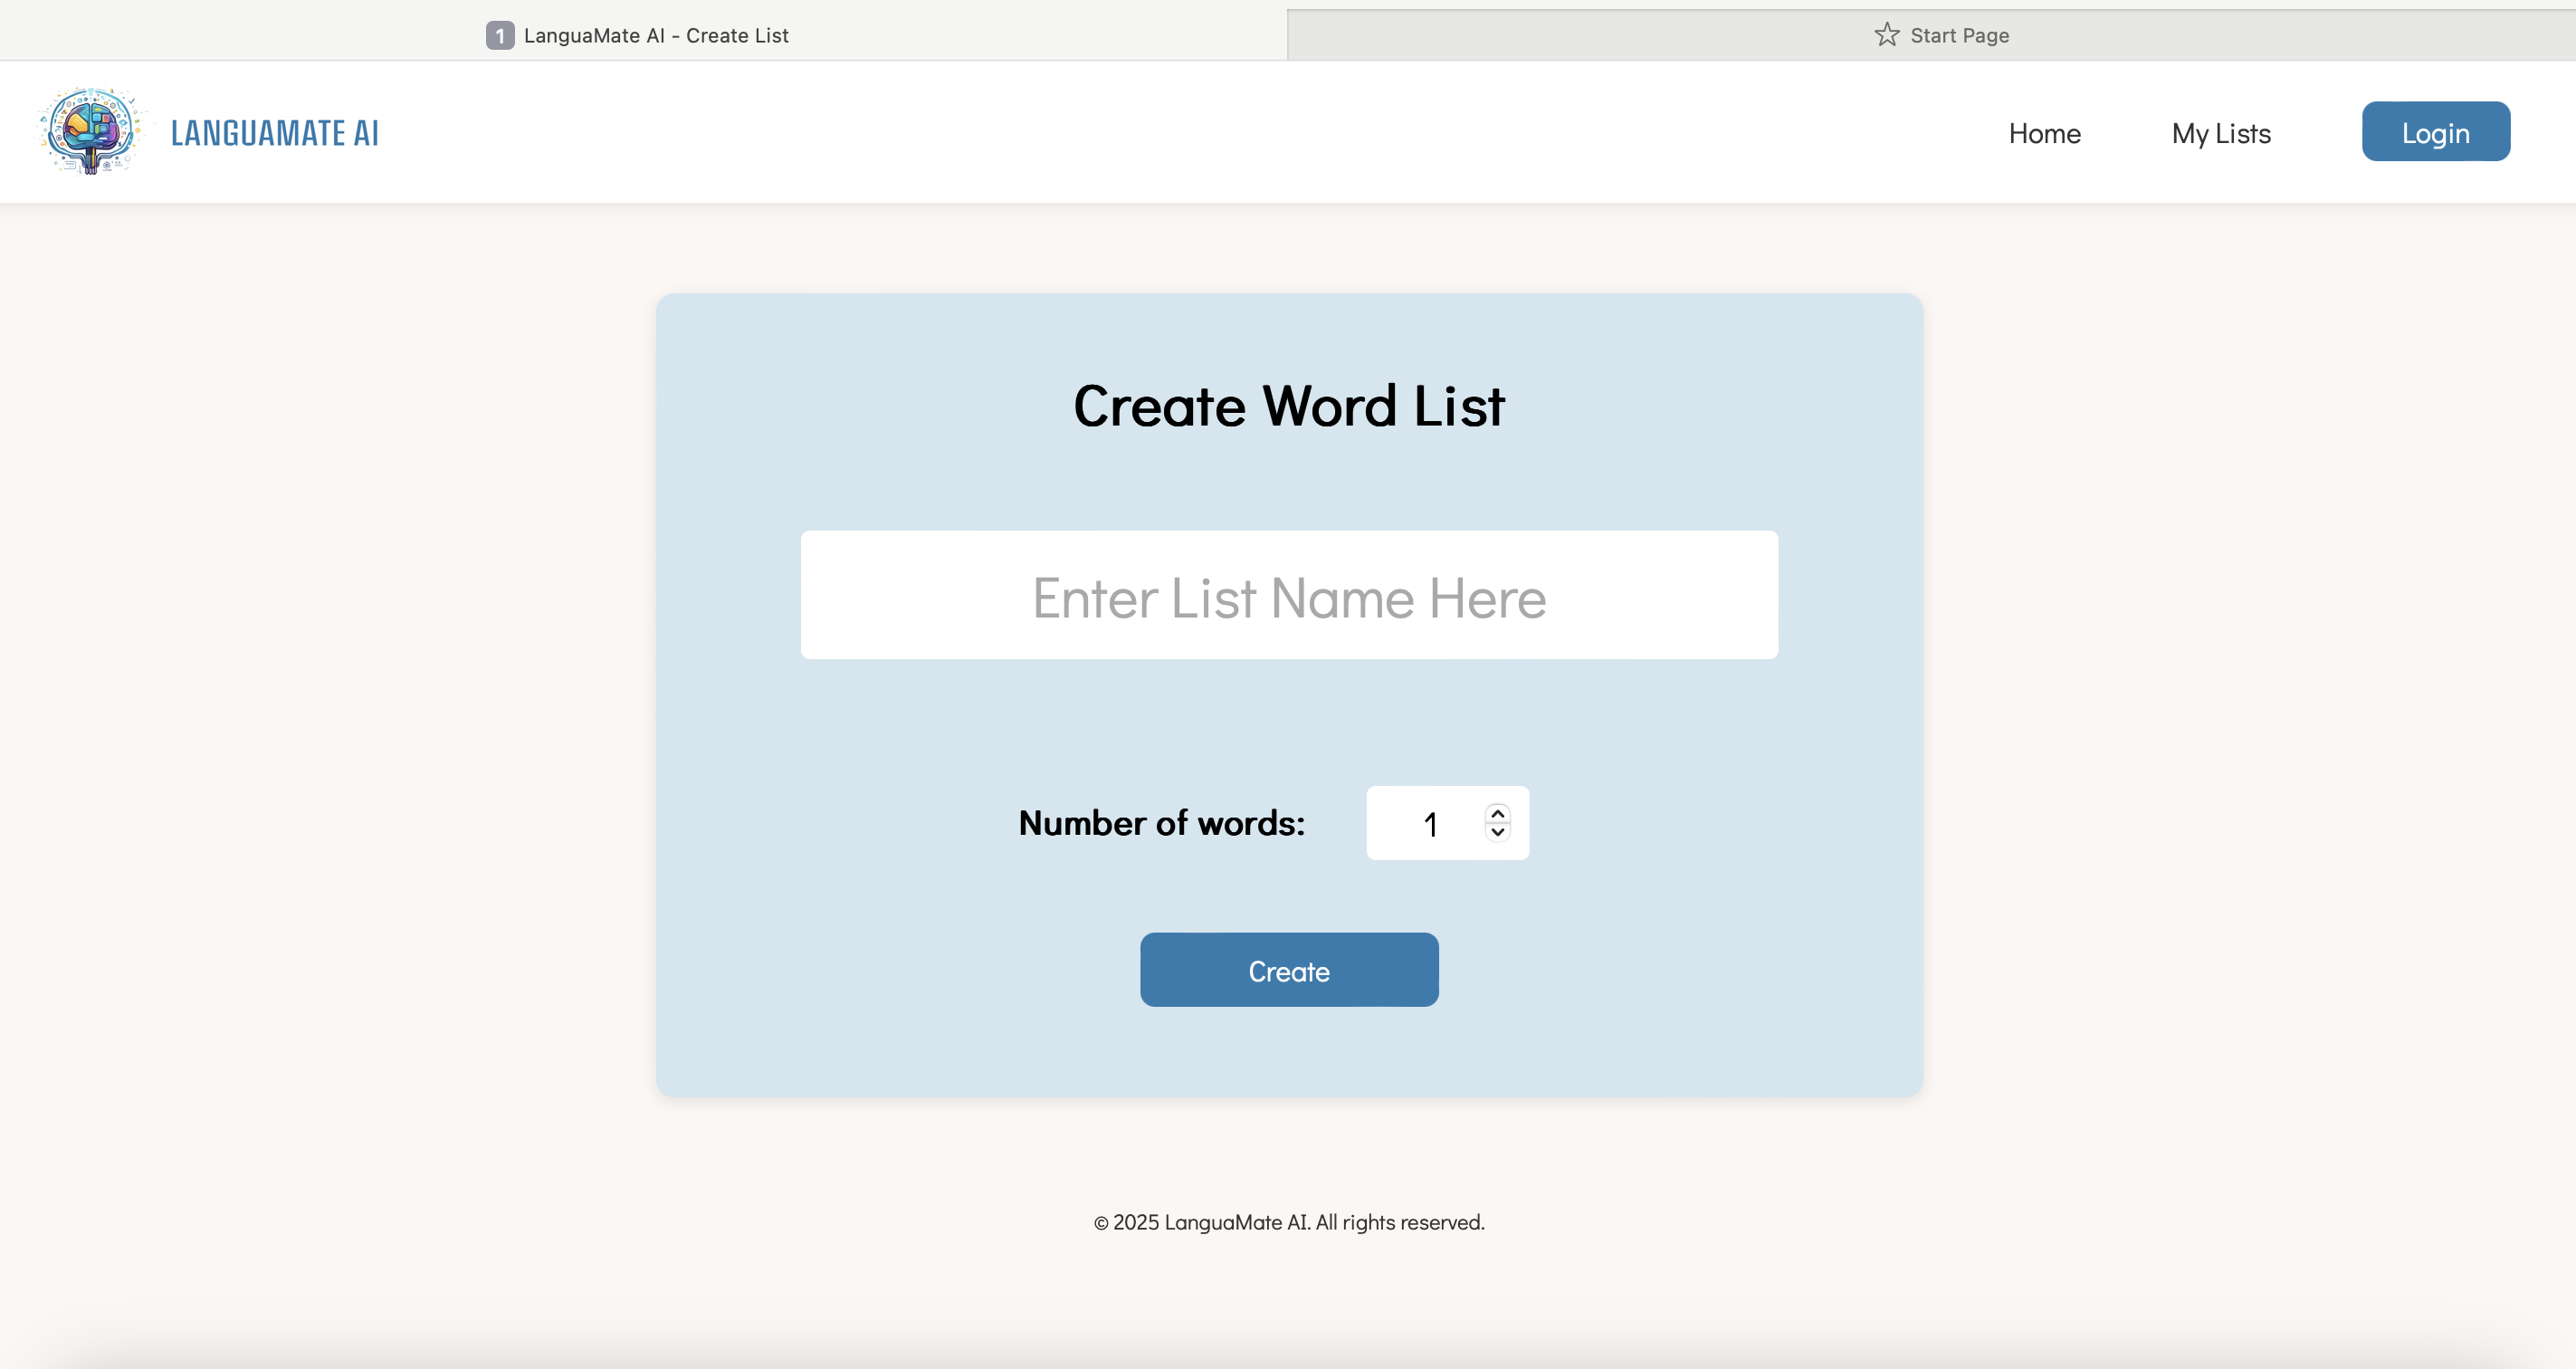 1 LanguaMate AI - Create List
Start Page
LANGUAMATE AI
Home
My Lists
Login
Create Word List
Enter List Name Here
Number of words: 1
Create
© 2025 LanguaMate AI. All rights reserved.